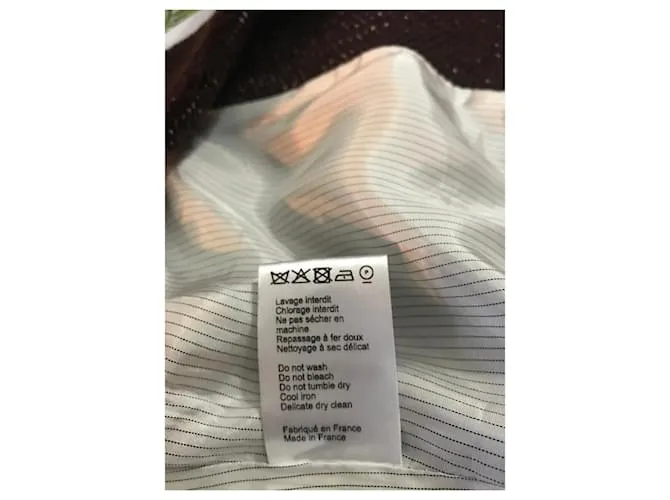 Lavage interdit
Chlorage interdit
Ne pas sécher en
machine
Repassage à fer doux
Nettoyage à sec délicat
Do not wash
Do not bleach
Do not tumble dry
Cool iron
Delicate dry clean
Fabriqué en France
Made in France